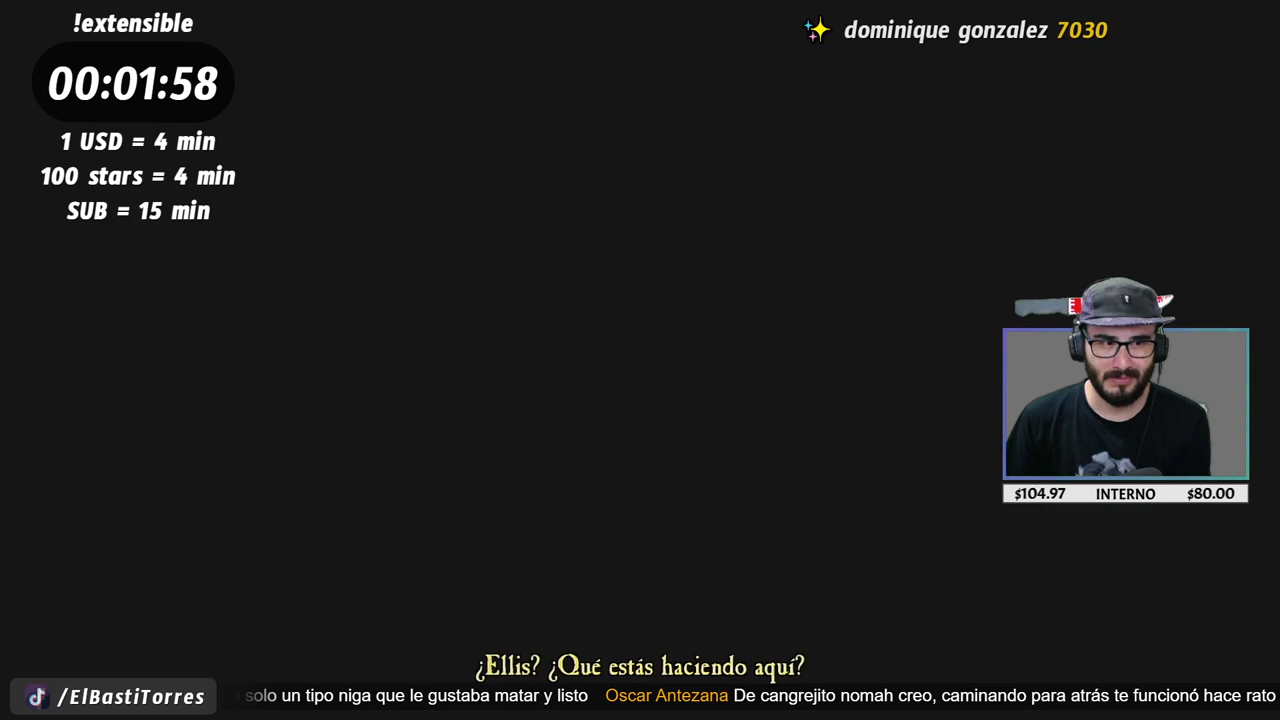 !extensible
00:01:58
1 USD = 4 min
100 stars = 4 min
SUB = 15 min
dominique gonzalez 7030
$104.97 INTERNO $80.00
¿Ellis? ¿Qué estás haciendo aquí?
/ElBastiTorres
solo un tipo niga que le gustaba matar y listo Oscar Antezana De cangrejito nomah creo, caminando para atrás te funcionó hace rato